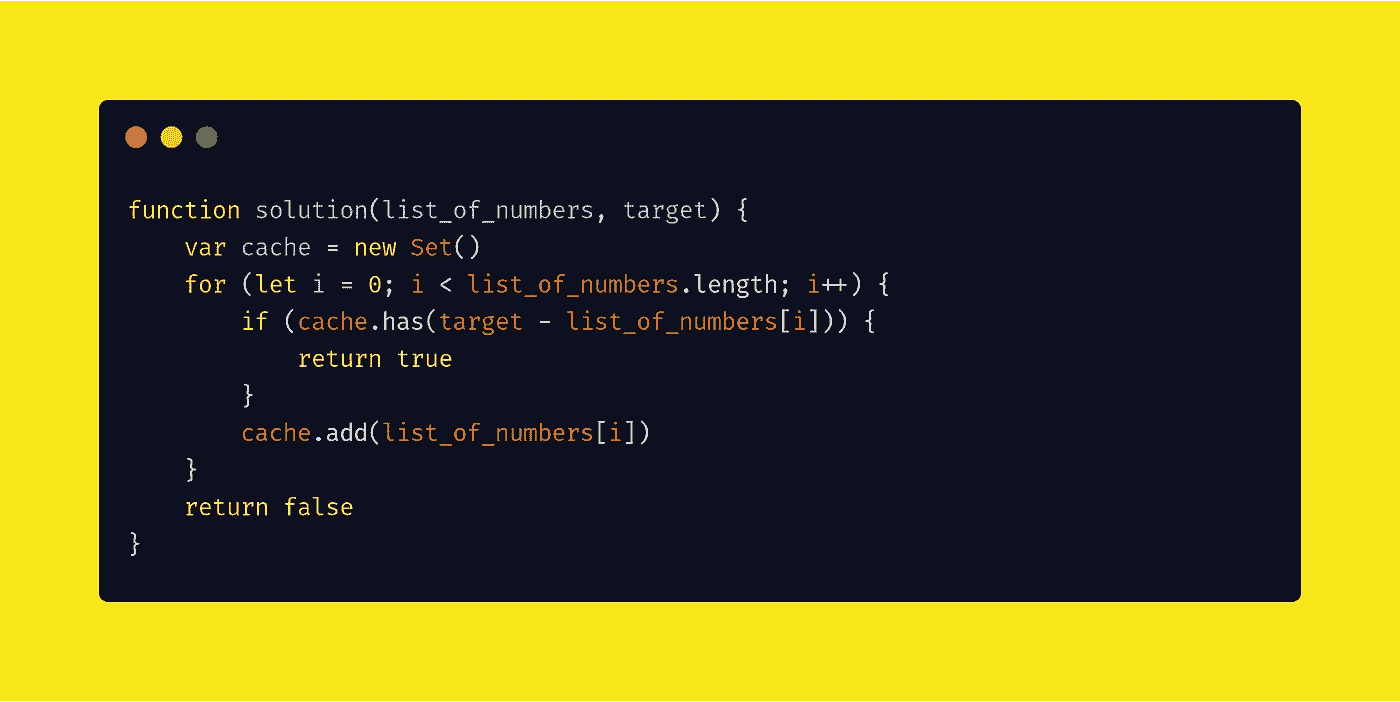 function solution(list_of_numbers, target) {
    var cache = new Set()
    for (let i = 0; i < list_of_numbers.length; i++) {
        if (cache.has(target - list_of_numbers[i])) {
            return true
        }
        cache.add(list_of_numbers[i])
    }
    return false
}